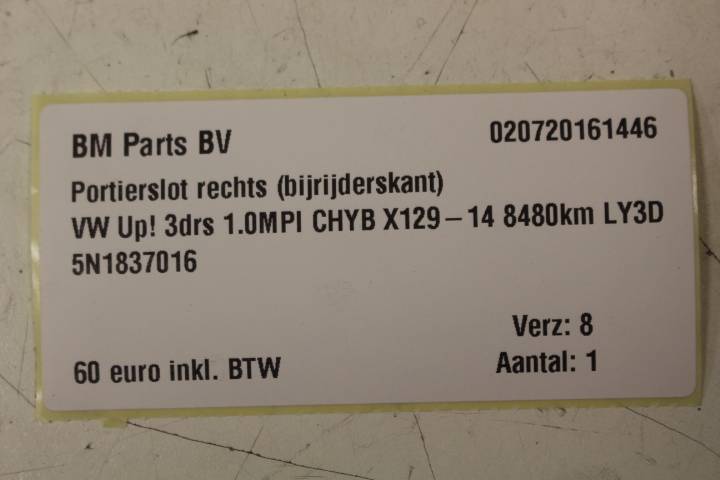 BM Parts BV 020720161446
Portierslot rechts (bijrijderskant)
VW Up! 3drs 1.0MPI CHYB X129–14 8480km LY3D
5N1837016
Verz: 8
60 euro inkl. BTW Aantal: 1